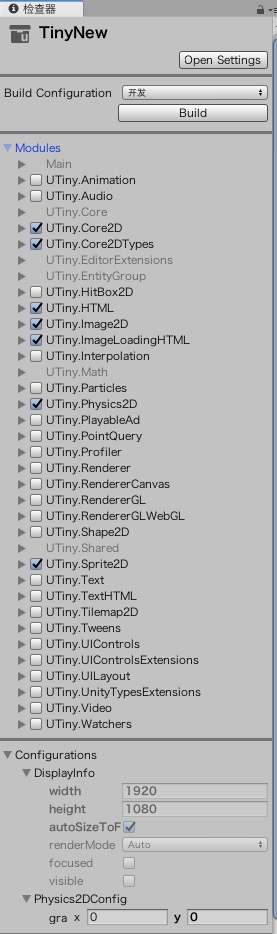 检查器
TinyNew
Open Settings
Build Configuration 开发
Build
Modules
Main
UTiny.Animation
UTiny.Audio
UTiny.Core
UTiny.Core2D
UTiny.Core2DTypes
UTiny.EditorExtensions
UTiny.EntityGroup
UTiny.HitBox2D
UTiny.HTML
UTiny.Image2D
UTiny.ImageLoadingHTML
UTiny.Interpolation
UTiny.Math
UTiny.Particles
UTiny.Physics2D
UTiny.PlayableAd
UTiny.PointQuery
UTiny.Profiler
UTiny.Renderer
UTiny.RendererCanvas
UTiny.RendererGL
UTiny.RendererGLWebGL
UTiny.Shape2D
UTiny.Shared
UTiny.Sprite2D
UTiny.Text
UTiny.TextHTML
UTiny.Tilemap2D
UTiny.Tweens
UTiny.UIControls
UTiny.UIControlsExtensions
UTiny.UILayout
UTiny.UnityTypesExtensions
UTiny.Video
UTiny.Watchers
Configurations
DisplayInfo
width 1920
height 1080
autoSizeToF
renderMode Auto
focused
visible
Physics2DConfig
gra x 0 y 0